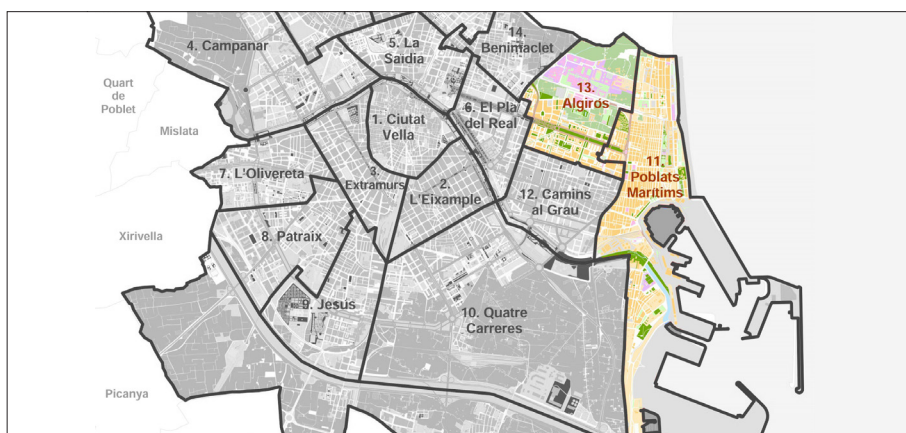 4. Campanar
5. La
Saïdia
14.
Benimaclet
Quart
de
Poblet
13.
Algirós
Mislata
1. Ciutat
Vella
6. El Pla
del Real
11.
Poblats
Marítims
7. L'Olivereta
3.
Extramurs
2.
L'Eixample
12. Camins
al Grau
Xirivella
8. Patraix
9. Jesús
10. Quatre
Carreres
Picanya